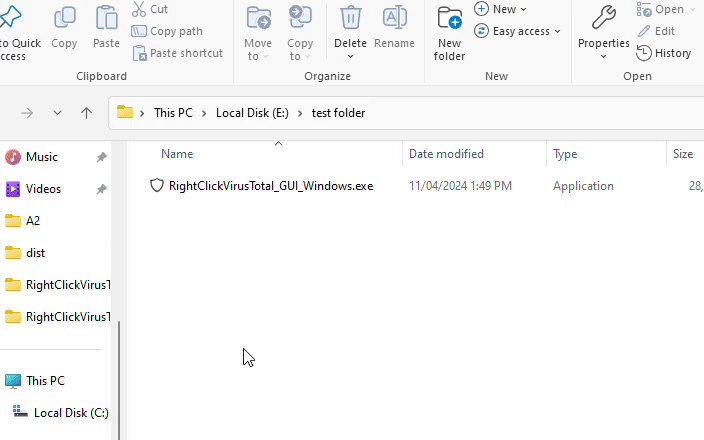 Cut
New
Open
to Quick
access
Copy
Paste
Copy path
Paste shortcut
Move
to
Copy
to
Delete
Rename
New
folder
Easy access
Properties
Edit
History
Clipboard
Organize
New
Open
This PC
Local Disk (E:)
test folder
Name
Date modified
Type
Size
RightClickVirusTotal_GUI_Windows.exe
11/04/2024 1:49 PM
Application
28,
Music
Videos
A2
dist
RightClickVirusT
RightClickVirusT
This PC
Local Disk (C:)